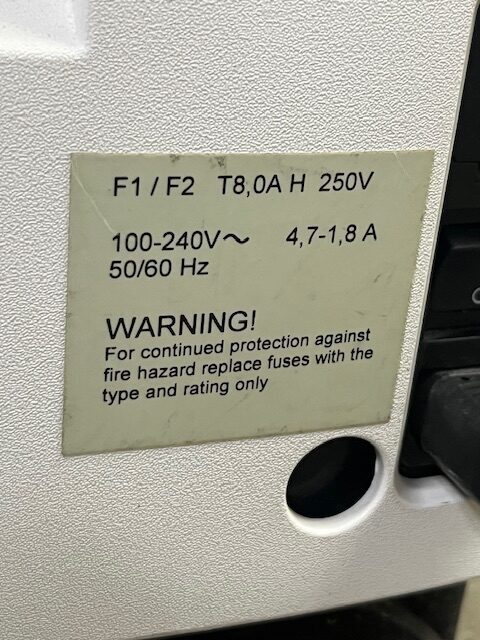 F1 / F2 T8,0A H 250V
100-240V～ 4,7-1,8 A
50/60 Hz
WARNING!
For continued protection against
fire hazard replace fuses with the
type and rating only